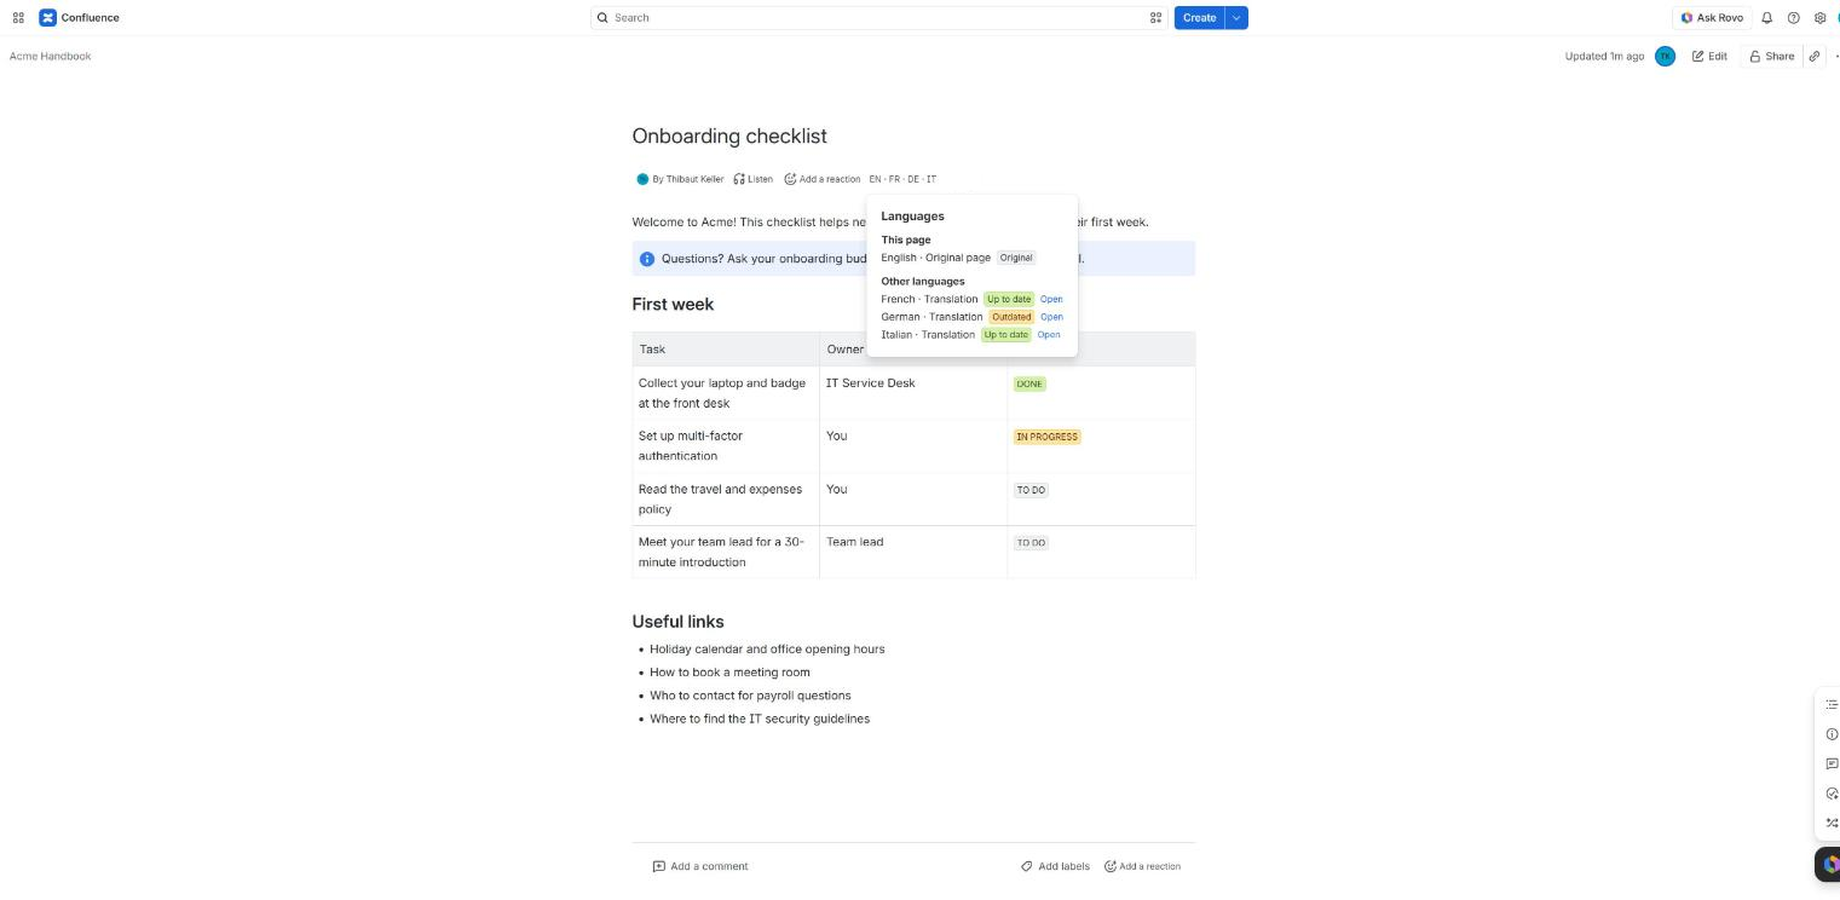 Confluence
Search
Create
Ask Rovo
Acme Handbook
Updated 1m ago
TK
Edit
Share
Onboarding checklist
By Thibaut Keller
Listen
Add a reaction
EN · FR · DE · IT
Welcome to Acme! This checklist helps ne
eir first week.
Questions? Ask your onboarding bud
l.
Languages
This page
English · Original page Original
Other languages
French · Translation Up to date Open
German · Translation Outdated Open
Italian · Translation Up to date Open
First week
Task Owner
Collect your laptop and badge
at the front desk
IT Service Desk
DONE
Set up multi-factor
authentication
You
IN PROGRESS
Read the travel and expenses
policy
You
TO DO
Meet your team lead for a 30-
minute introduction
Team lead
TO DO
Useful links
• Holiday calendar and office opening hours
• How to book a meeting room
• Who to contact for payroll questions
• Where to find the IT security guidelines
Add a comment
Add labels
Add a reaction